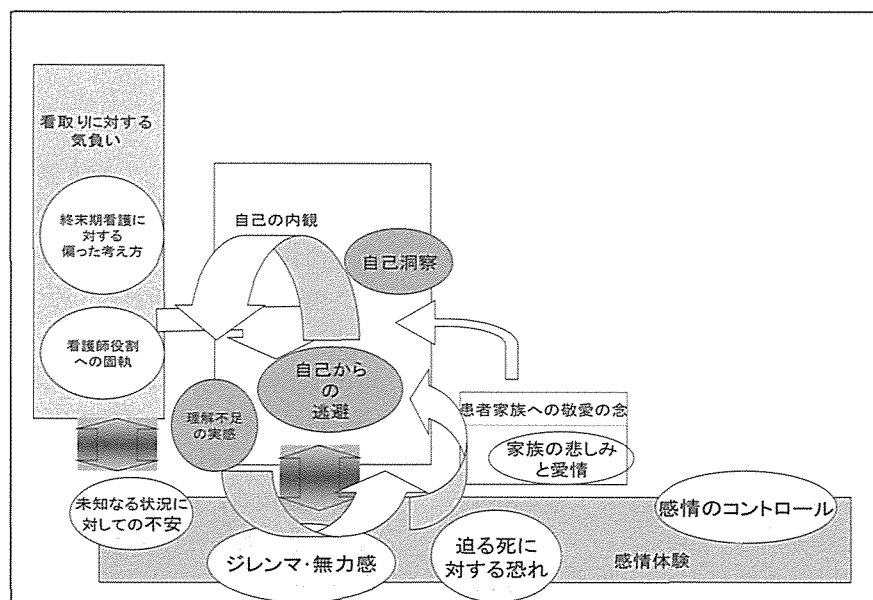 看取りに対する
気負い
終末期看護に
対する
偏った考え方
看護師役割
への固執
自己の内観
自己洞察
自己から
の
逃避
理解不足
の実感
患者家族への敬愛の念
家族の悲しみ
と愛情
未知なる状況に
対しての不安
ジレンマ・無力感
迫る死に
対する恐れ
感情のコントロール
感情体験